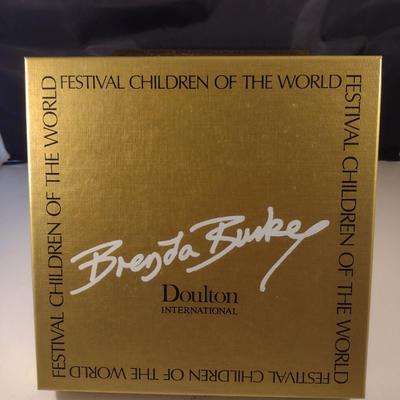 FESTIVAL CHILDREN OF THE WORLD
FESTIVAL CHILDREN OF THE WORLD
FESTIVAL CHILDREN OF THE WORLD
FESTIVAL CHILDREN OF THE WORLD
Brenda Burke
Doulton
INTERNATIONAL